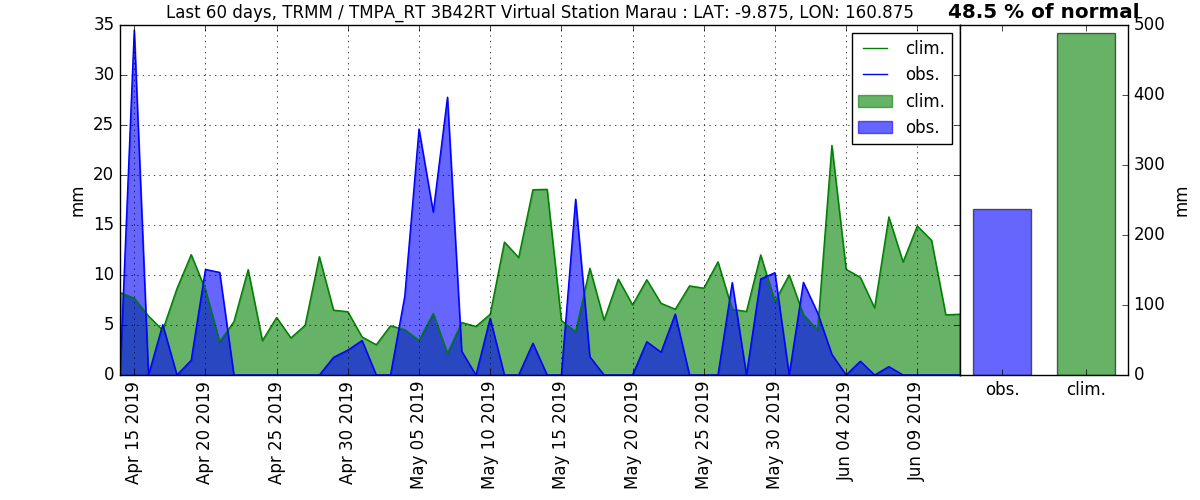 Last 60 days, TRMM / TMPA_RT 3B42RT Virtual Station Marau : LAT: -9.875, LON: 160.875
48.5 % of normal
35
30
25
20
15
10
5
0
mm
clim.
obs.
clim.
obs.
Apr 15 2019
Apr 20 2019
Apr 25 2019
Apr 30 2019
May 05 2019
May 10 2019
May 15 2019
May 20 2019
May 25 2019
May 30 2019
Jun 04 2019
Jun 09 2019
500
400
300
200
100
0
mm
obs.
clim.